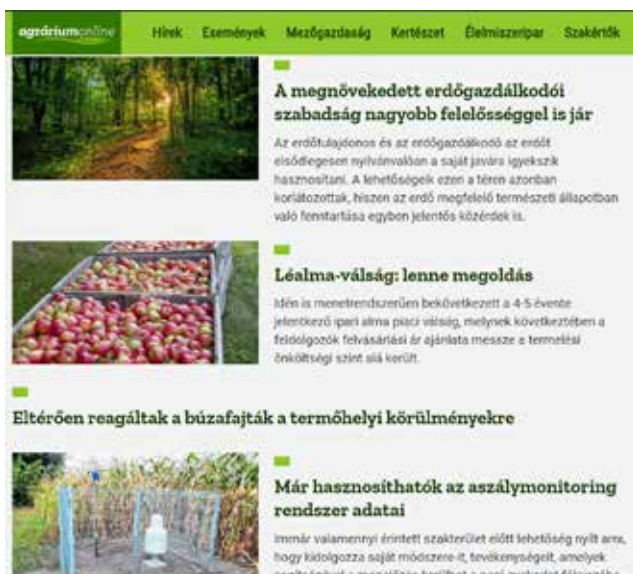 agráriumonline
Hírek Események Mezőgazdaság Kertészet Élelmiszeripar Szakértők
A megnövekedett erdőgazdálkodói
szabadság nagyobb felelősséggel is jár
Az erdőtulajdonos és az erdőgazdálkodó az erdőt
elsődlegesen nyilvánvalóan a saját javára igyekszik
hasznosítani. A lehetőségeik ezen a téren azonban
korlátozottak, hiszen az erdő megfelelő természeti állapotban
való fenntartása egyben jelentős közérdek is.
Léalma-válság: lenne megoldás
Idén is menetrendszerűen bekövetkezett a 4-5 évente
jelentkező ipari alma piaci válság, melynek következtében a
feldolgozók felvásárlási ár ajánlata messze a termelési
önköltségi szint alá került.
Eltérően reagáltak a búzafajták a termőhelyi körülményekre
Már hasznosíthatók az aszálymonitoring
rendszer adatai
Immár valamennyi érintett szakterület előtt lehetőség nyílt arra,
hogy kidolgozza saját módszere-it, tevékenységeit, amelyek